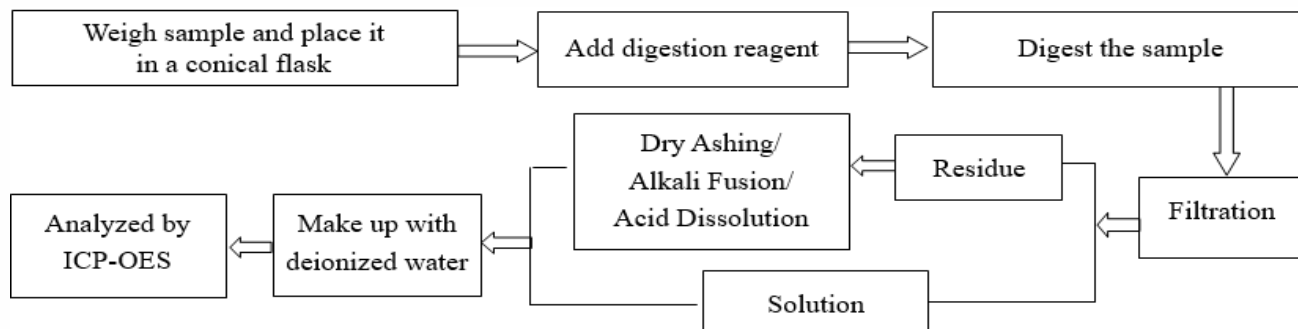 Weigh sample and place it
in a conical flask
Add digestion reagent
Digest the sample
Filtration
Residue
Dry Ashing/
Alkali Fusion/
Acid Dissolution
Solution
Make up with
deionized water
Analyzed by
ICP-OES